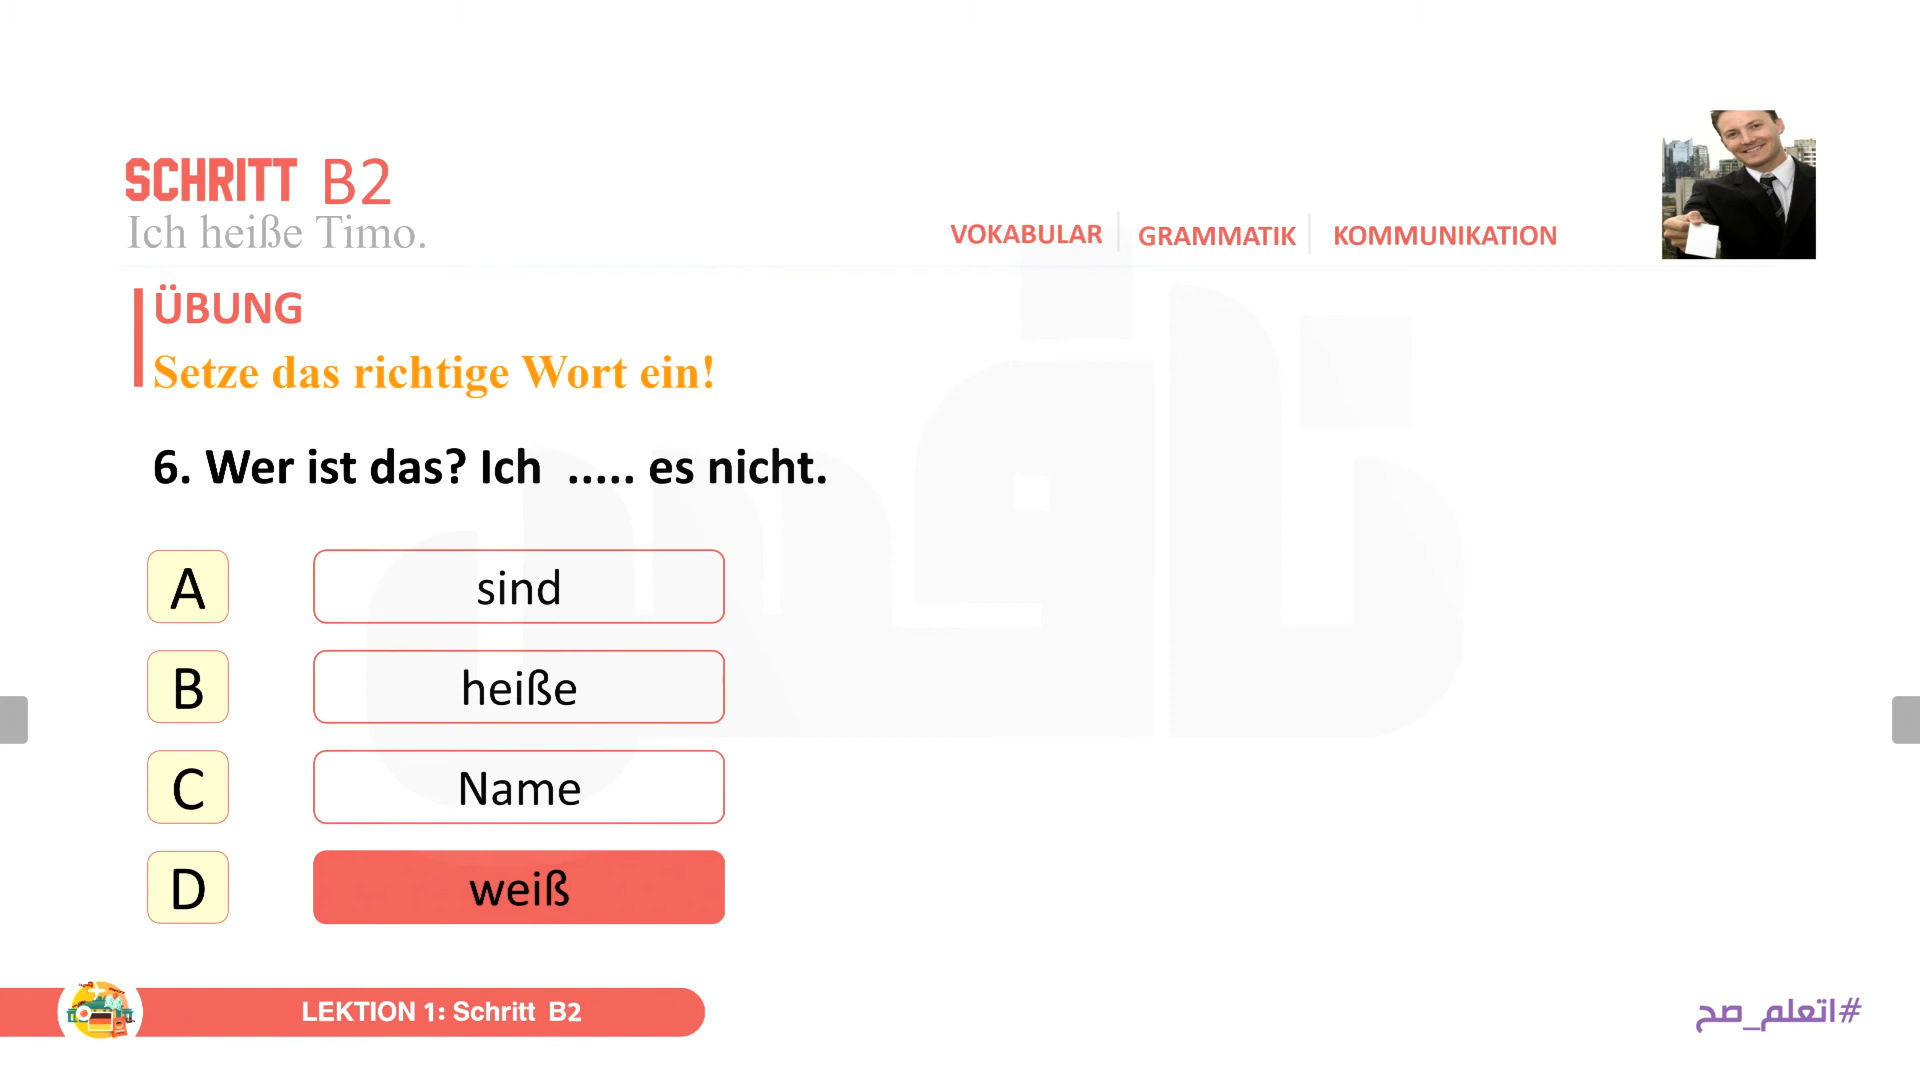 SCHRITT B2
Ich heiße Timo.
VOKABULAR GRAMMATIK KOMMUNIKATION
ÜBUNG
Setze das richtige Wort ein!
6. Wer ist das? Ich ..... es nicht.
A sind
B heiße
C Name
D weiß
LEKTION 1: Schritt B2
#اتعلم_صح